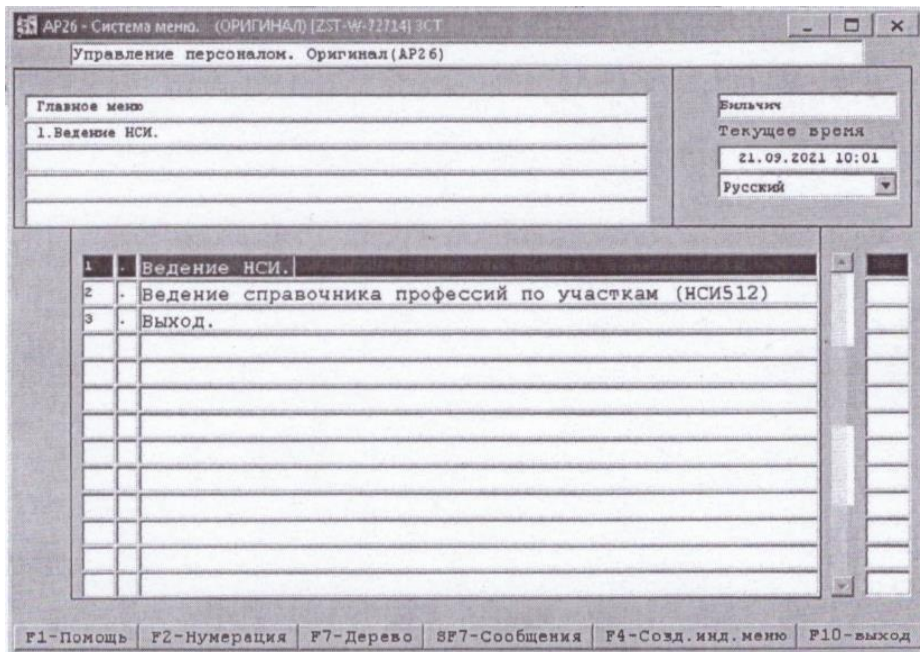 АР26 - Система меню. (ОРИГИНАЛ) [ZST-W-72714] ЗСТ
Управление персоналом. Оригинал(АР26)
Главное меню
1.Ведение НСИ.
Бильчич
Текущее время
21.09.2021 10:01
Русский
1 . Ведение НСИ.
2 . Ведение справочника профессий по участкам (НСИ512)
3 . Выход.
F1-Помощь F2-Нумерация F7-Дерево SF7-Сообщения F4-Созд.инд.меню F10-выход